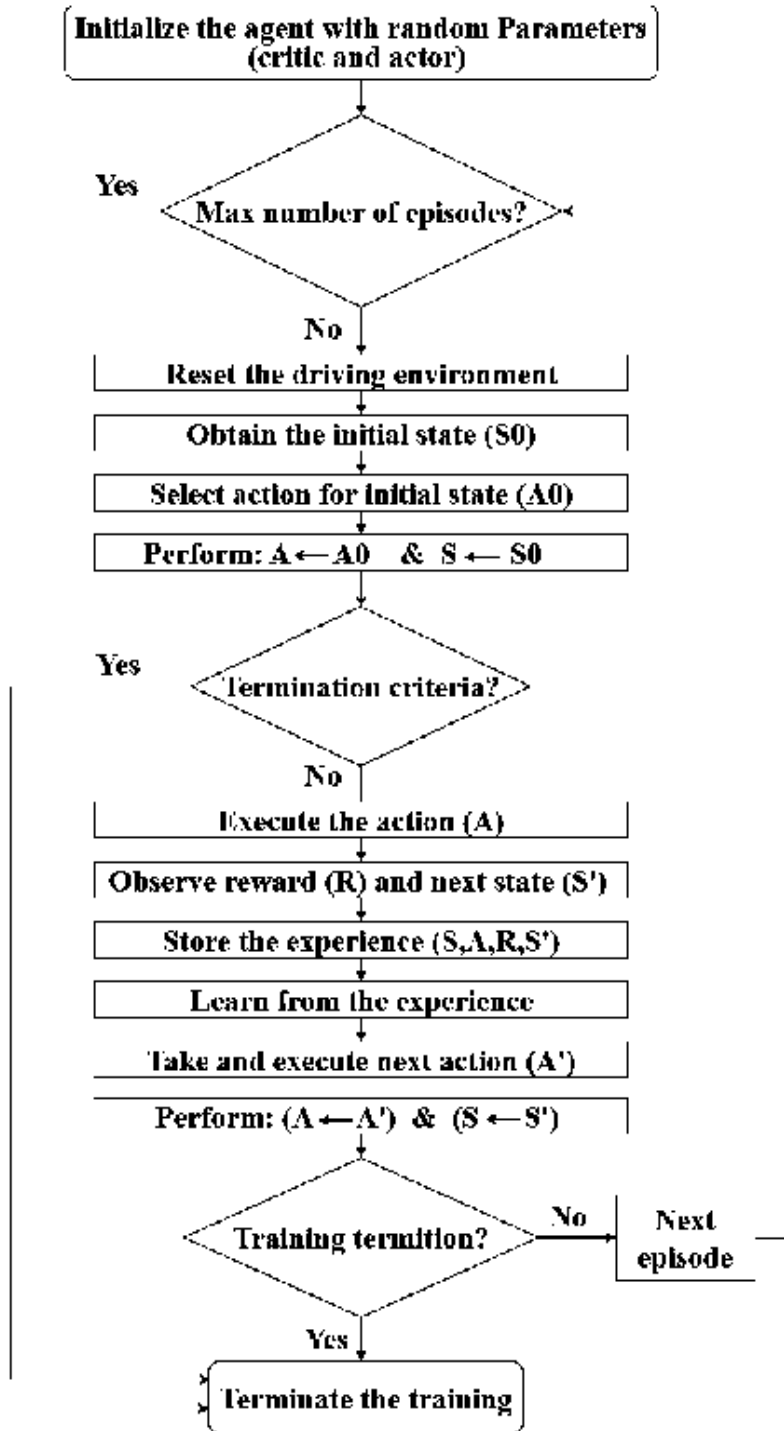 Initialize the agent with random Parameters
(critic and actor)
Yes
Max number of episodes?
No
Reset the driving environment
Obtain the initial state (S0)
Select action for initial state (A0)
Perform: A ← A0 & S ← S0
Yes
Termination criteria?
No
Execute the action (A)
Observe reward (R) and next state (S')
Store the experience (S,A,R,S')
Learn from the experience
Take and execute next action (A')
Perform: (A ← A') & (S ← S')
Training termition?
No
Next
episode
Yes
Terminate the training